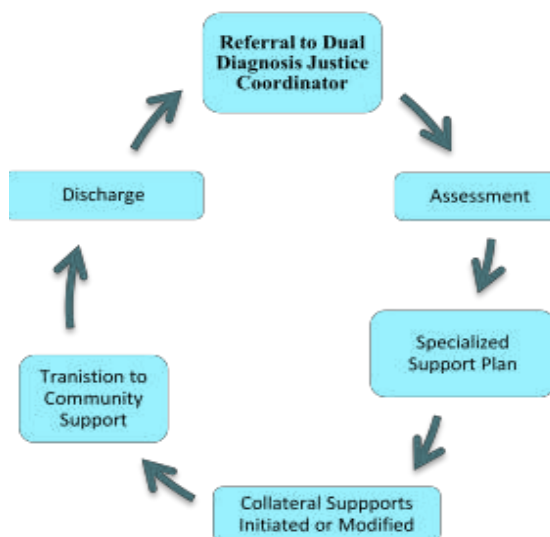 Referral to Dual
Diagnosis Justice
Coordinator
Assessment
Specialized
Support Plan
Collateral Suppports
Initiated or Modified
Tranistion to
Community
Support
Discharge